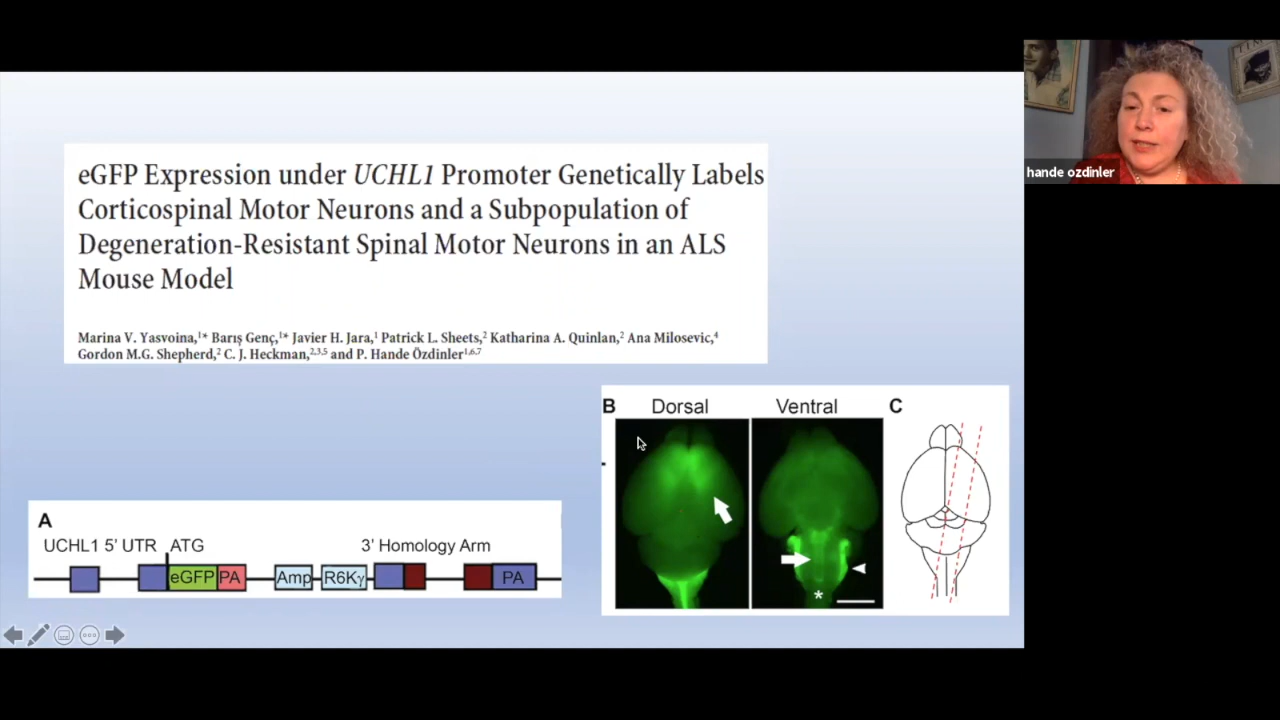 eGFP Expression under UCHL1 Promoter Genetically Labels
Corticospinal Motor Neurons and a Subpopulation of
Degeneration-Resistant Spinal Motor Neurons in an ALS
Mouse Model
Marina V. Yasvoina,1* Barış Genç,1* Javier H. Jara,1 Patrick L. Sheets,2 Katharina A. Quinlan,2 Ana Milosevic,4
Gordon M.G. Shepherd,2 C. J. Heckman,2,3,5 and P. Hande Özdinler1,6,7
hande ozdinler
B Dorsal Ventral C
*
A
UCHL1 5' UTR ATG 3' Homology Arm
eGFP PA Amp R6Kγ PA